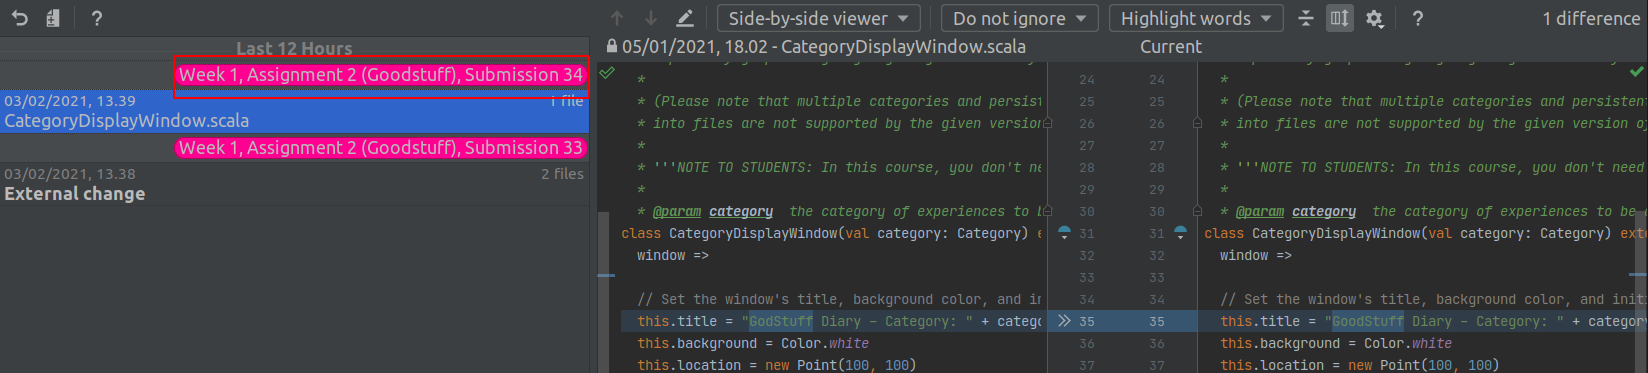 ?
Side-by-side viewer
Do not ignore
Highlight words
?
1 difference
Last 12 Hours
Week 1, Assignment 2 (Goodstuff), Submission 34
03/02/2021, 13.39
1 file
CategoryDisplayWindow.scala
Week 1, Assignment 2 (Goodstuff), Submission 33
03/02/2021, 13.38
2 files
External change
05/01/2021, 18.02 - CategoryDisplayWindow.scala
Current
* 24
* (Please note that multiple categories and persist 25
* into files are not supported by the given version 26
* 27
* '''NOTE TO STUDENTS: In this course, you don't ne 28
* 29
* @param category the category of experiences to b 30
class CategoryDisplayWindow(val category: Category) e 31
window => 32
33
// Set the window's title, background color, and in 34
this.title = "GodStuff Diary – Category: " + catego 35
this.background = Color.white 36
this.location = new Point(100, 100) 37
24 *
25 * (Please note that multiple categories and persisten
26 * into files are not supported by the given version of
27 *
28 * '''NOTE TO STUDENTS: In this course, you don't need
29 *
30 * @param category the category of experiences to be
31 class CategoryDisplayWindow(val category: Category) exte
32 window =>
33
34 // Set the window's title, background color, and init
35 this.title = "GoodStuff Diary – Category: " + category
36 this.background = Color.white
37 this.location = new Point(100, 100)